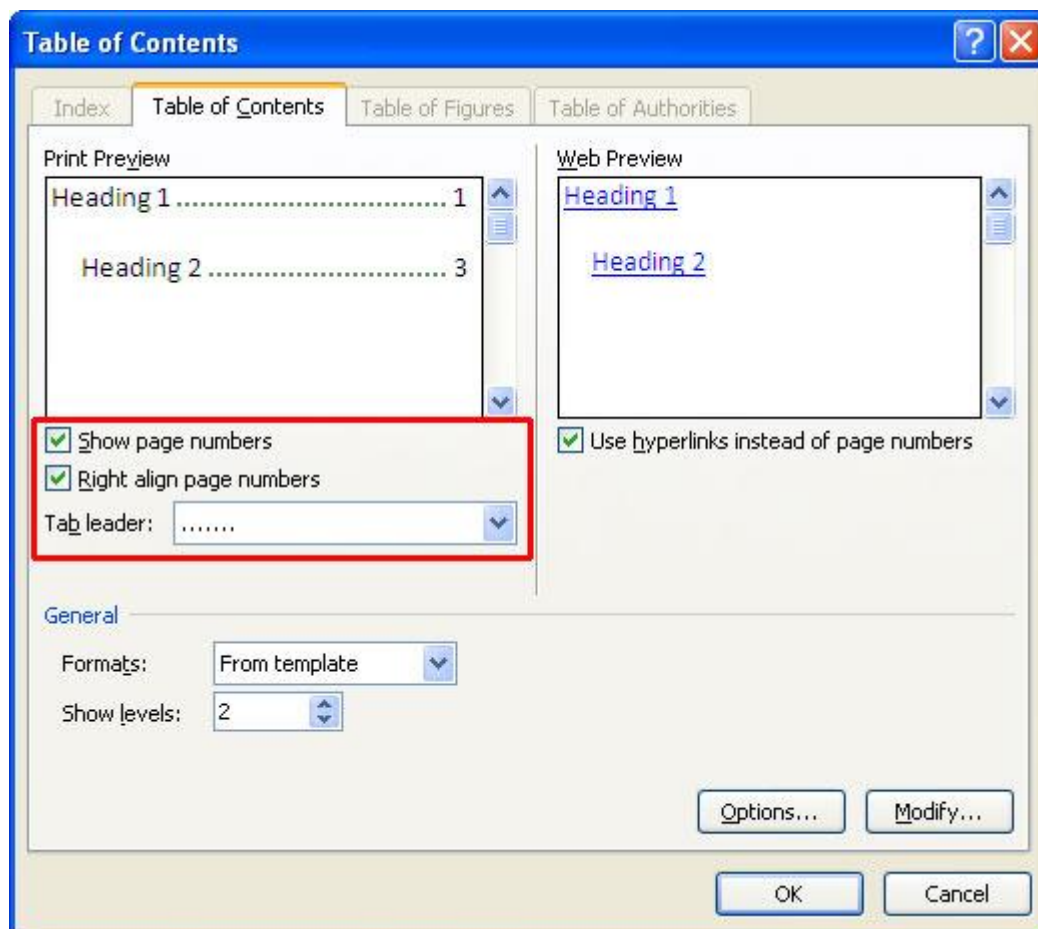 Table of Contents
Index Table of Contents Table of Figures Table of Authorities
Print Preview
Heading 1 .................................. 1
Heading 2 .............................. 3
Show page numbers
Right align page numbers
Tab leader: .......
Web Preview
Heading 1
Heading 2
Use hyperlinks instead of page numbers
General
Formats: From template
Show levels: 2
Options... Modify...
OK Cancel